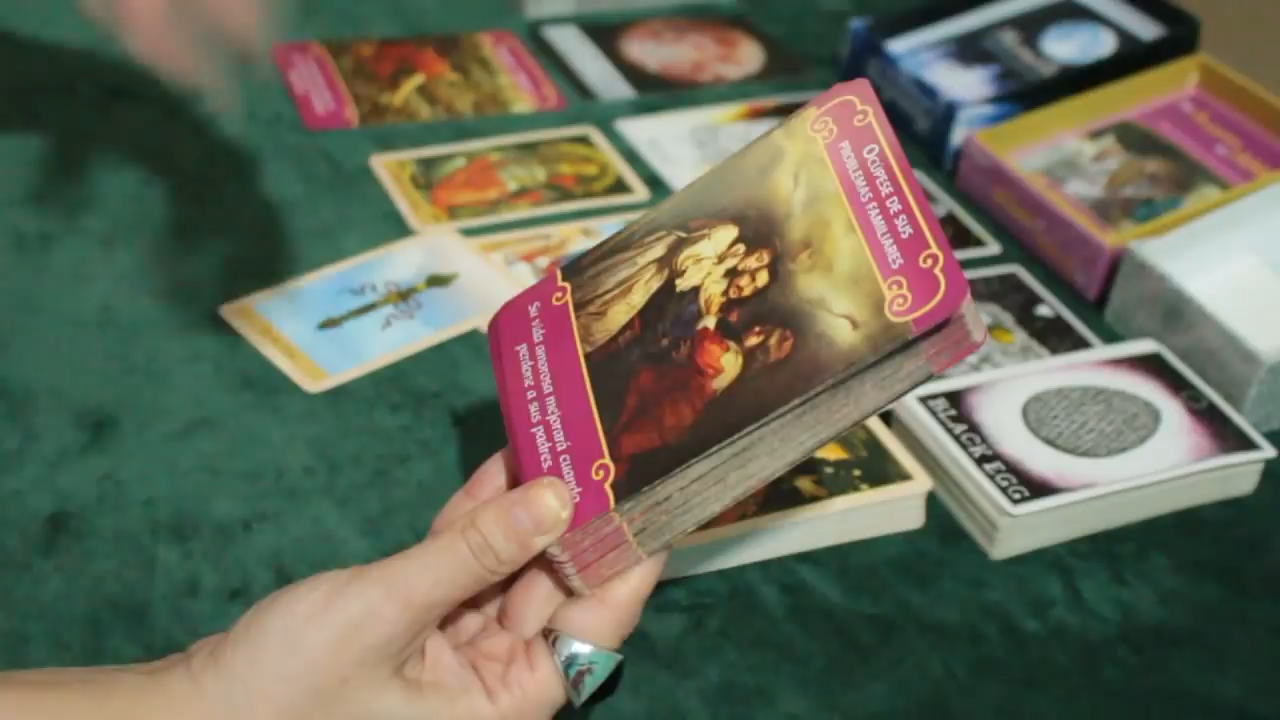 OCÚPESE DE SUS
PROBLEMAS FAMILIARES
Su vida amorosa mejorará cuando
perdone a sus padres.
BLACK EGG